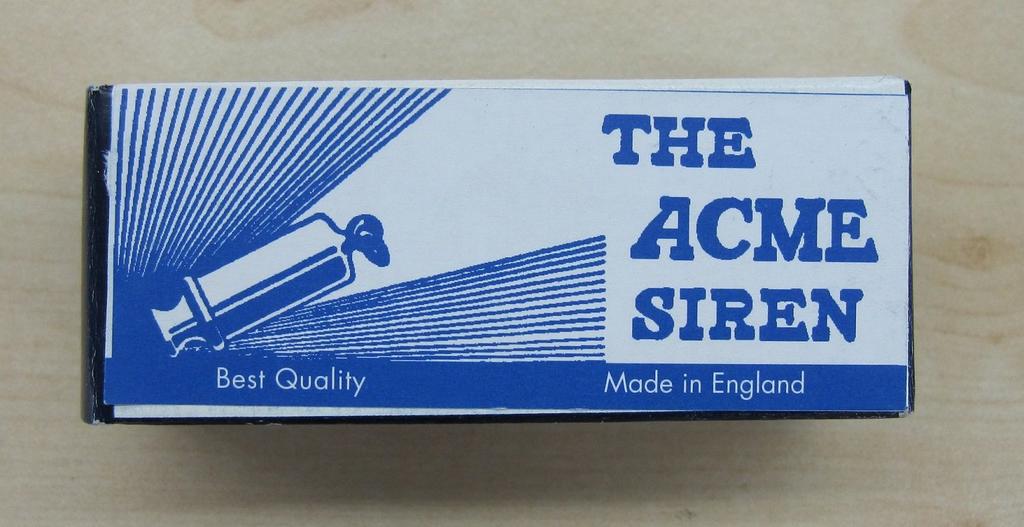 THE
ACME
SIREN
Best Quality
Made in England